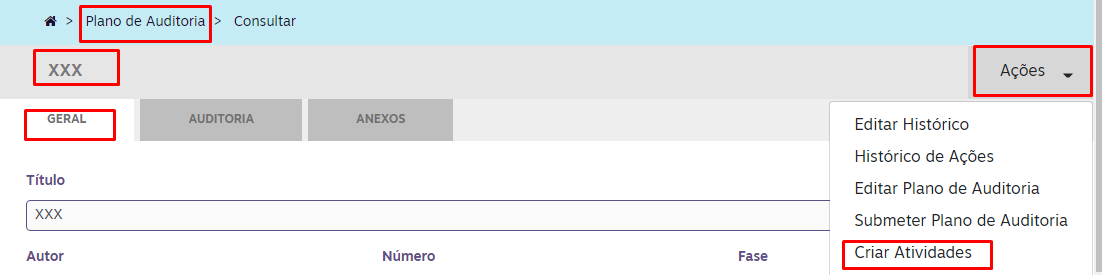 > Plano de Auditoria > Consultar
XXX
Ações
GERAL AUDITORIA ANEXOS
Editar Histórico
Histórico de Ações
Editar Plano de Auditoria
Submeter Plano de Auditoria
Criar Atividades
Título
XXX
Autor Número Fase